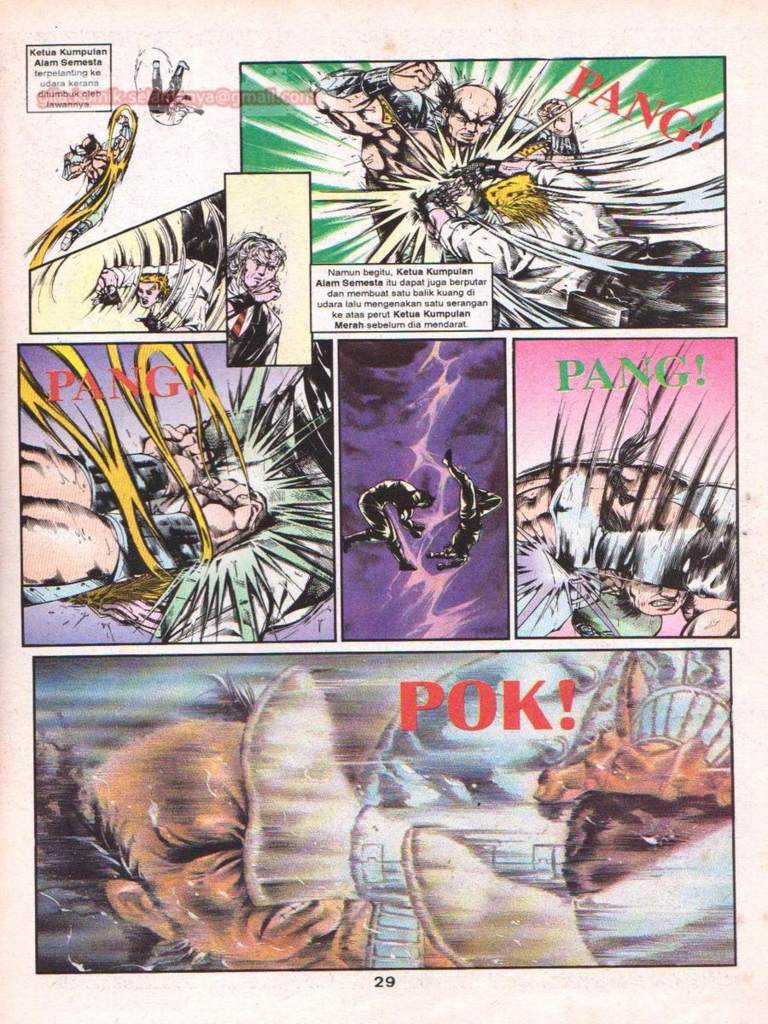 Ketua Kumpulan
Alam Semesta
terpelanting ke
udara kerana
ditumbuk oleh
lawannya.
PANG!
Namun begitu, Ketua Kumpulan
Alam Semesta itu dapat juga berputar
dan membuat satu balik kuang di
udara lalu mengenakan satu serangan
ke atas perut Ketua Kumpulan
Merah sebelum dia mendarat.
PANG!
PANG!
POK!
29